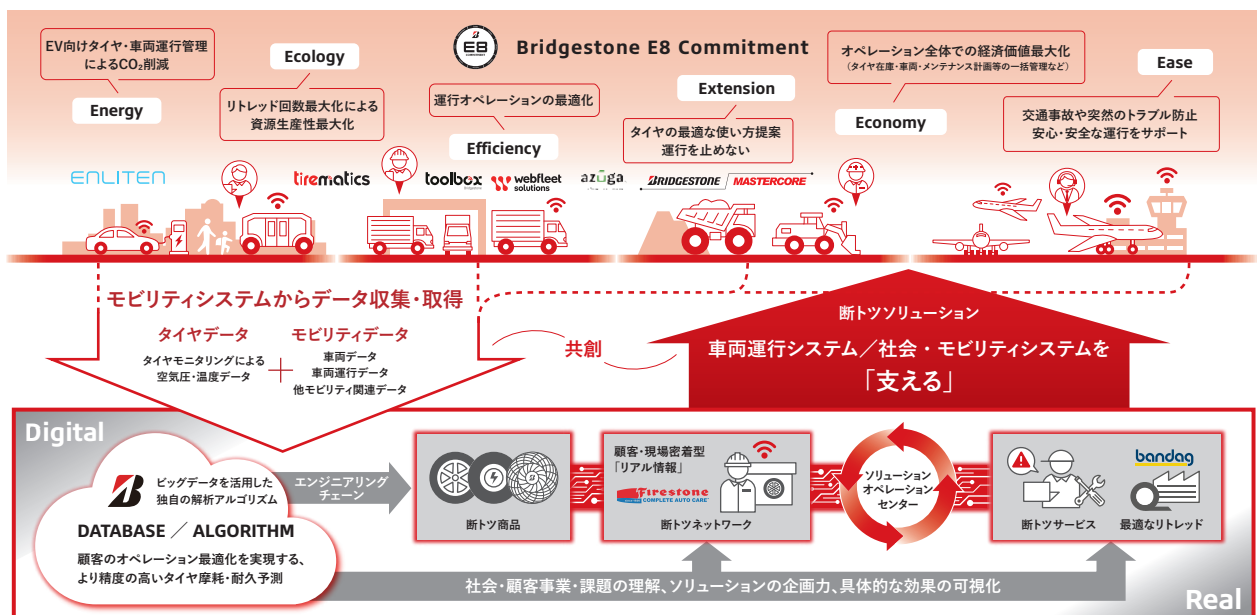 E8
COMMITMENT
Bridgestone E8 Commitment
EV向けタイヤ・車両運行管理
によるCO₂削減
Energy
Ecology
リトレッド回数最大化による
資源生産性最大化
運行オペレーションの最適化
Efficiency
Extension
タイヤの最適な使い方提案
運行を止めない
オペレーション全体での経済価値最大化
（タイヤ在庫・車両・メンテナンス計画等の一括管理など）
Economy
Ease
交通事故や突然のトラブル防止
安心・安全な運行をサポート
ENLITEN
tirematics
toolbox
webfleet
solutions
azuga
BRIDGESTONE MASTERCORE
モビリティシステムからデータ収集・取得
タイヤデータ
タイヤモニタリングによる
空気圧・温度データ
モビリティデータ
車両データ
車両運行データ
他モビリティ関連データ
共創
断トツソリューション
車両運行システム／社会・モビリティシステムを
「支える」
Digital
ビッグデータを活用した
独自の解析アルゴリズム
DATABASE ／ ALGORITHM
顧客のオペレーション最適化を実現する、
より精度の高いタイヤ摩耗・耐久予測
エンジニアリング
チェーン
断トツ商品
顧客・現場密着型
「リアル情報」
Firestone
COMPLETE AUTO CARE
断トツネットワーク
ソリューション
オペレーション
センター
断トツサービス
bandag
最適なリトレッド
社会・顧客事業・課題の理解、ソリューションの企画力、具体的な効果の可視化
Real